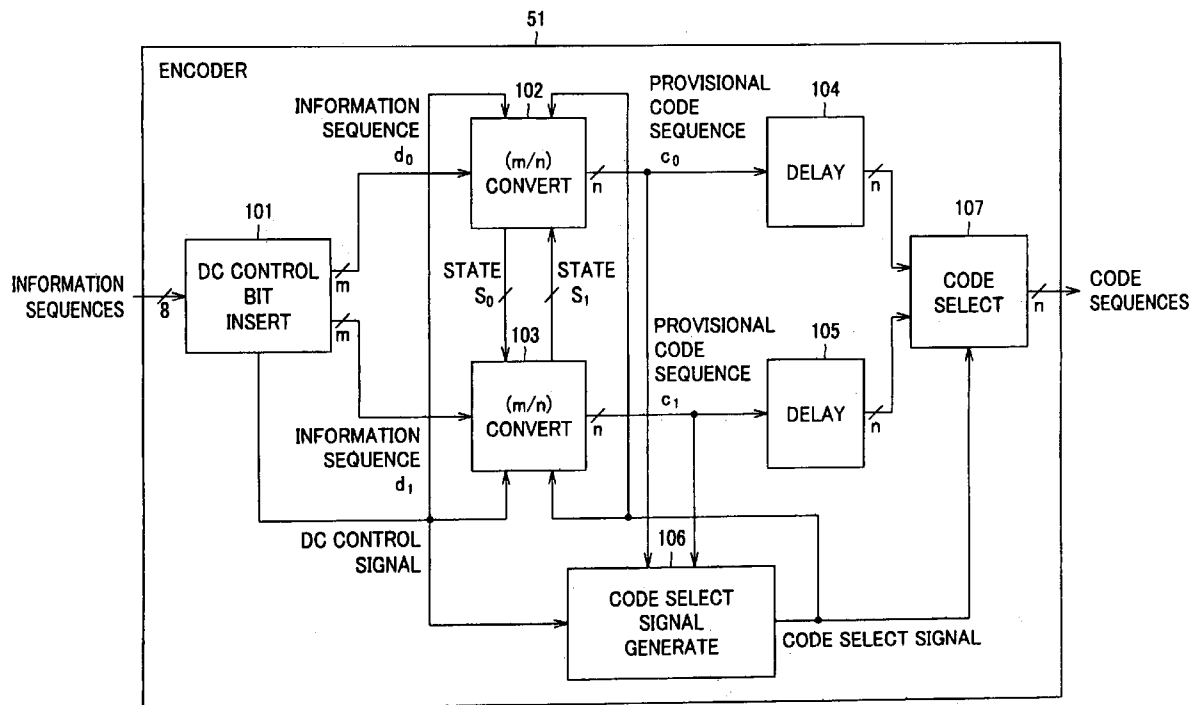 51
ENCODER
INFORMATION
SEQUENCE
d0
102
(m/n)
CONVERT
n
PROVISIONAL
CODE
SEQUENCE
c0
104
DELAY
n
101
DC CONTROL
BIT
INSERT
m
m
INFORMATION
SEQUENCES
8
STATE
S0
STATE
S1
107
CODE
SELECT
n
CODE
SEQUENCES
103
(m/n)
CONVERT
n
PROVISIONAL
CODE
SEQUENCE
c1
105
DELAY
n
INFORMATION
SEQUENCE
d1
DC CONTROL
SIGNAL
106
CODE SELECT
SIGNAL
GENERATE
CODE SELECT SIGNAL